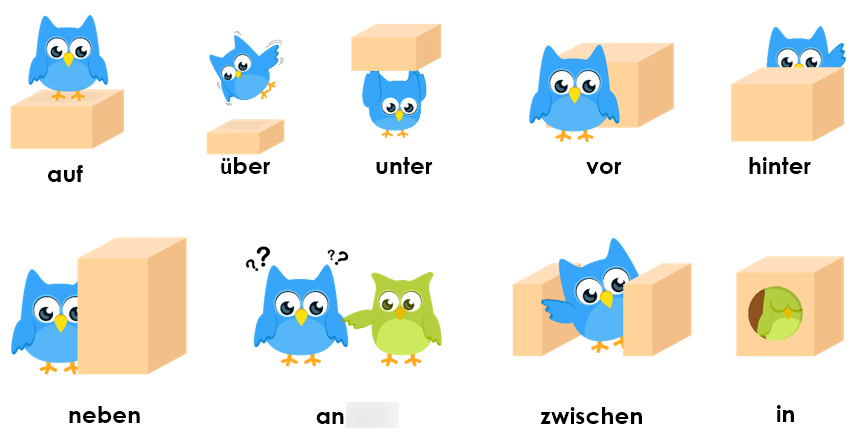 auf
über
unter
vor
hinter
??
??
neben
an
zwischen
in